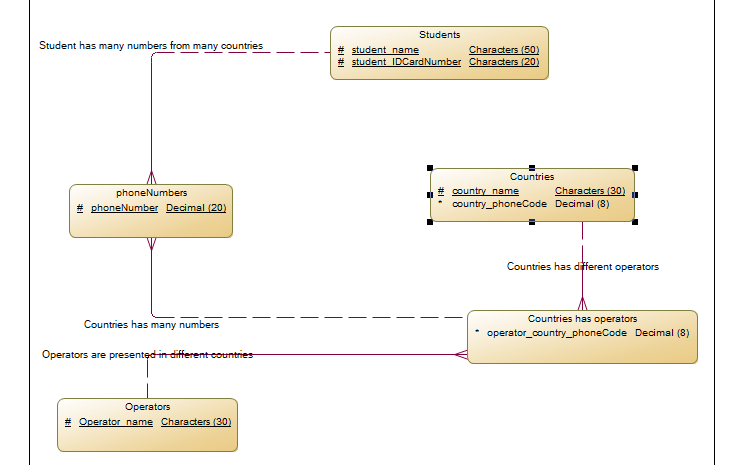 Students
Student has many numbers from many countries
# student_name Characters (50)
# student_IDCardNumber Characters (20)
phoneNumbers
# phoneNumber Decimal (20)
Countries
# country_name Characters (30)
* country_phoneCode Decimal (8)
Countries has different operators
Countries has operators
* operator_country_phoneCode Decimal (8)
Countries has many numbers
Operators are presented in different countries
Operators
# Operator_name Characters (30)